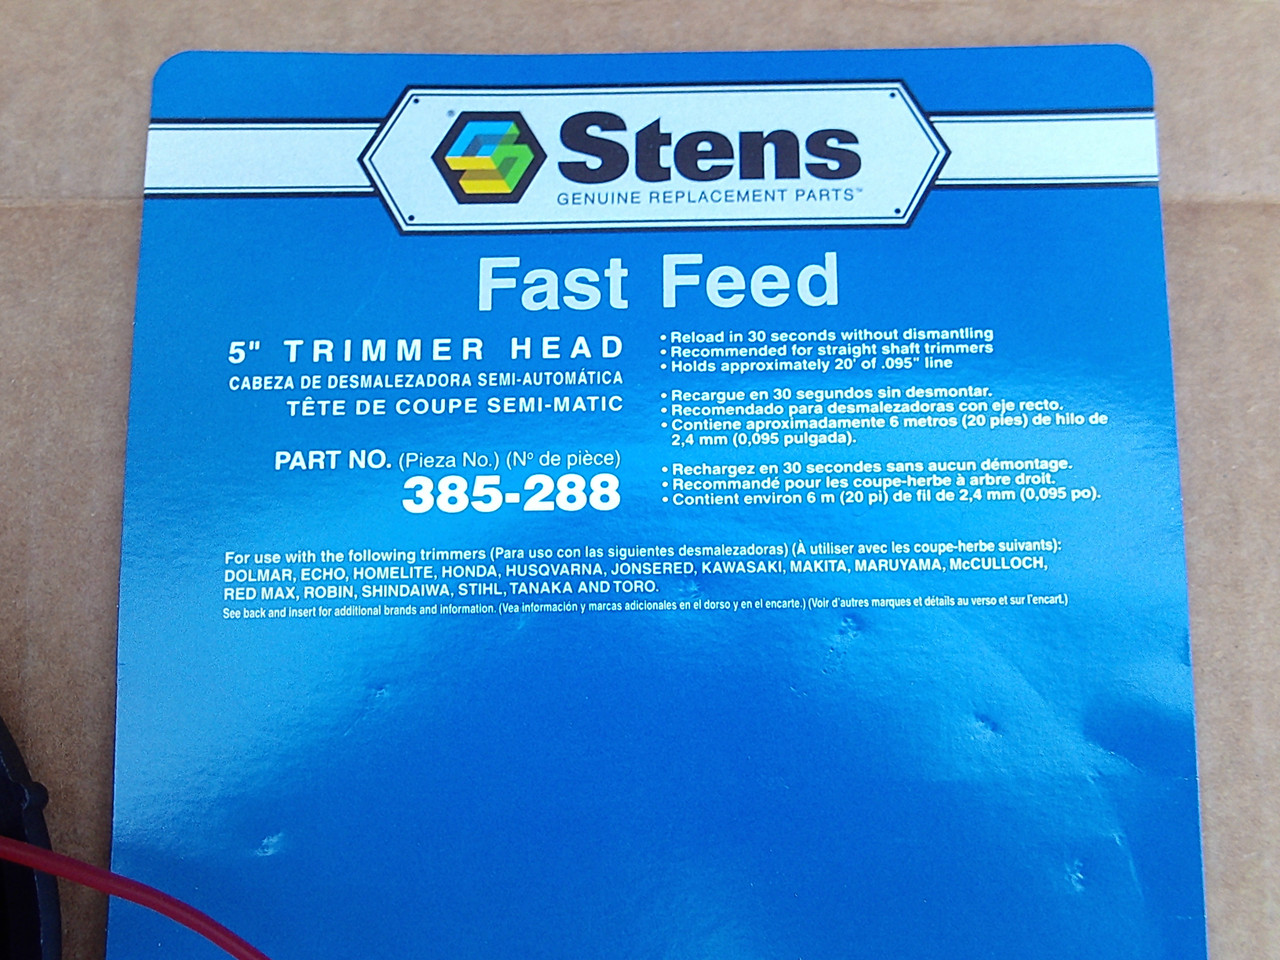 ®
Stens
GENUINE REPLACEMENT PARTS™
Fast Feed
5" TRIMMER HEAD
CABEZA DE DESMALEZADORA SEMI-AUTOMÁTICA
TÊTE DE COUPE SEMI-MATIC
PART NO. (Pieza No.) (Nº de pièce)
385-288
• Reload in 30 seconds without dismantling
• Recommended for straight shaft trimmers
• Holds approximately 20' of .095" line
• Recargue en 30 segundos sin desmontar.
• Recomendado para desmalezadoras con eje recto.
• Contiene aproximadamente 6 metros (20 pies) de hilo de
2,4 mm (0,095 pulgada).
• Rechargez en 30 secondes sans aucun démontage.
• Recommandé pour les coupe-herbe à arbre droit.
• Contient environ 6 m (20 pi) de fil de 2,4 mm (0,095 po).
For use with the following trimmers (Para uso con las siguientes desmalezadoras) (À utiliser avec les coupe-herbe suivants):
DOLMAR, ECHO, HOMELITE, HONDA, HUSQVARNA, JONSERED, KAWASAKI, MAKITA, MARUYAMA, McCULLOCH,
RED MAX, ROBIN, SHINDAIWA, STIHL, TANAKA AND TORO.
See back and insert for additional brands and information. (Vea información y marcas adicionales en el dorso y en el encarte.) (Voir d'autres marques et détails au verso et sur l'encart.)